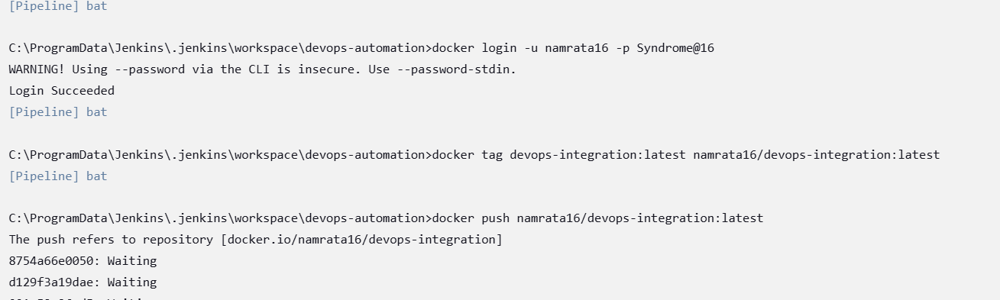 [Pipeline] bat
C:\ProgramData\Jenkins\.jenkins\workspace\devops-automation>docker login -u namrata16 -p Syndrome@16
WARNING! Using --password via the CLI is insecure. Use --password-stdin.
Login Succeeded
[Pipeline] bat
C:\ProgramData\Jenkins\.jenkins\workspace\devops-automation>docker tag devops-integration:latest namrata16/devops-integration:latest
[Pipeline] bat
C:\ProgramData\Jenkins\.jenkins\workspace\devops-automation>docker push namrata16/devops-integration:latest
The push refers to repository [docker.io/namrata16/devops-integration]
8754a66e0050: Waiting
d129f3a19dae: Waiting